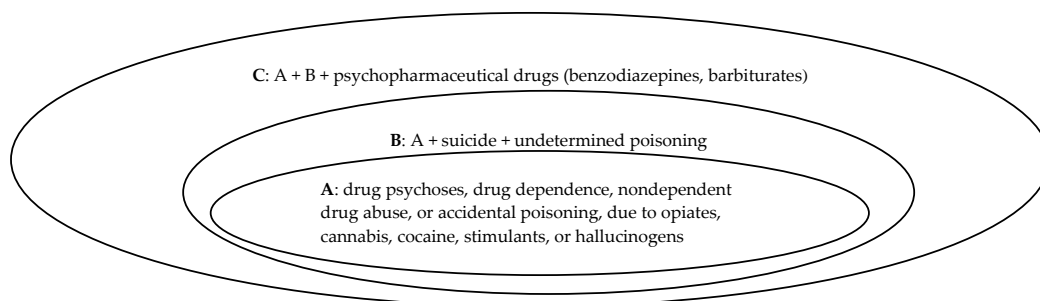 C: A + B + psychopharmaceutical drugs (benzodiazepines, barbiturates)
B: A + suicide + undetermined poisoning
A: drug psychoses, drug dependence, nondependent
drug abuse, or accidental poisoning, due to opiates,
cannabis, cocaine, stimulants, or hallucinogens